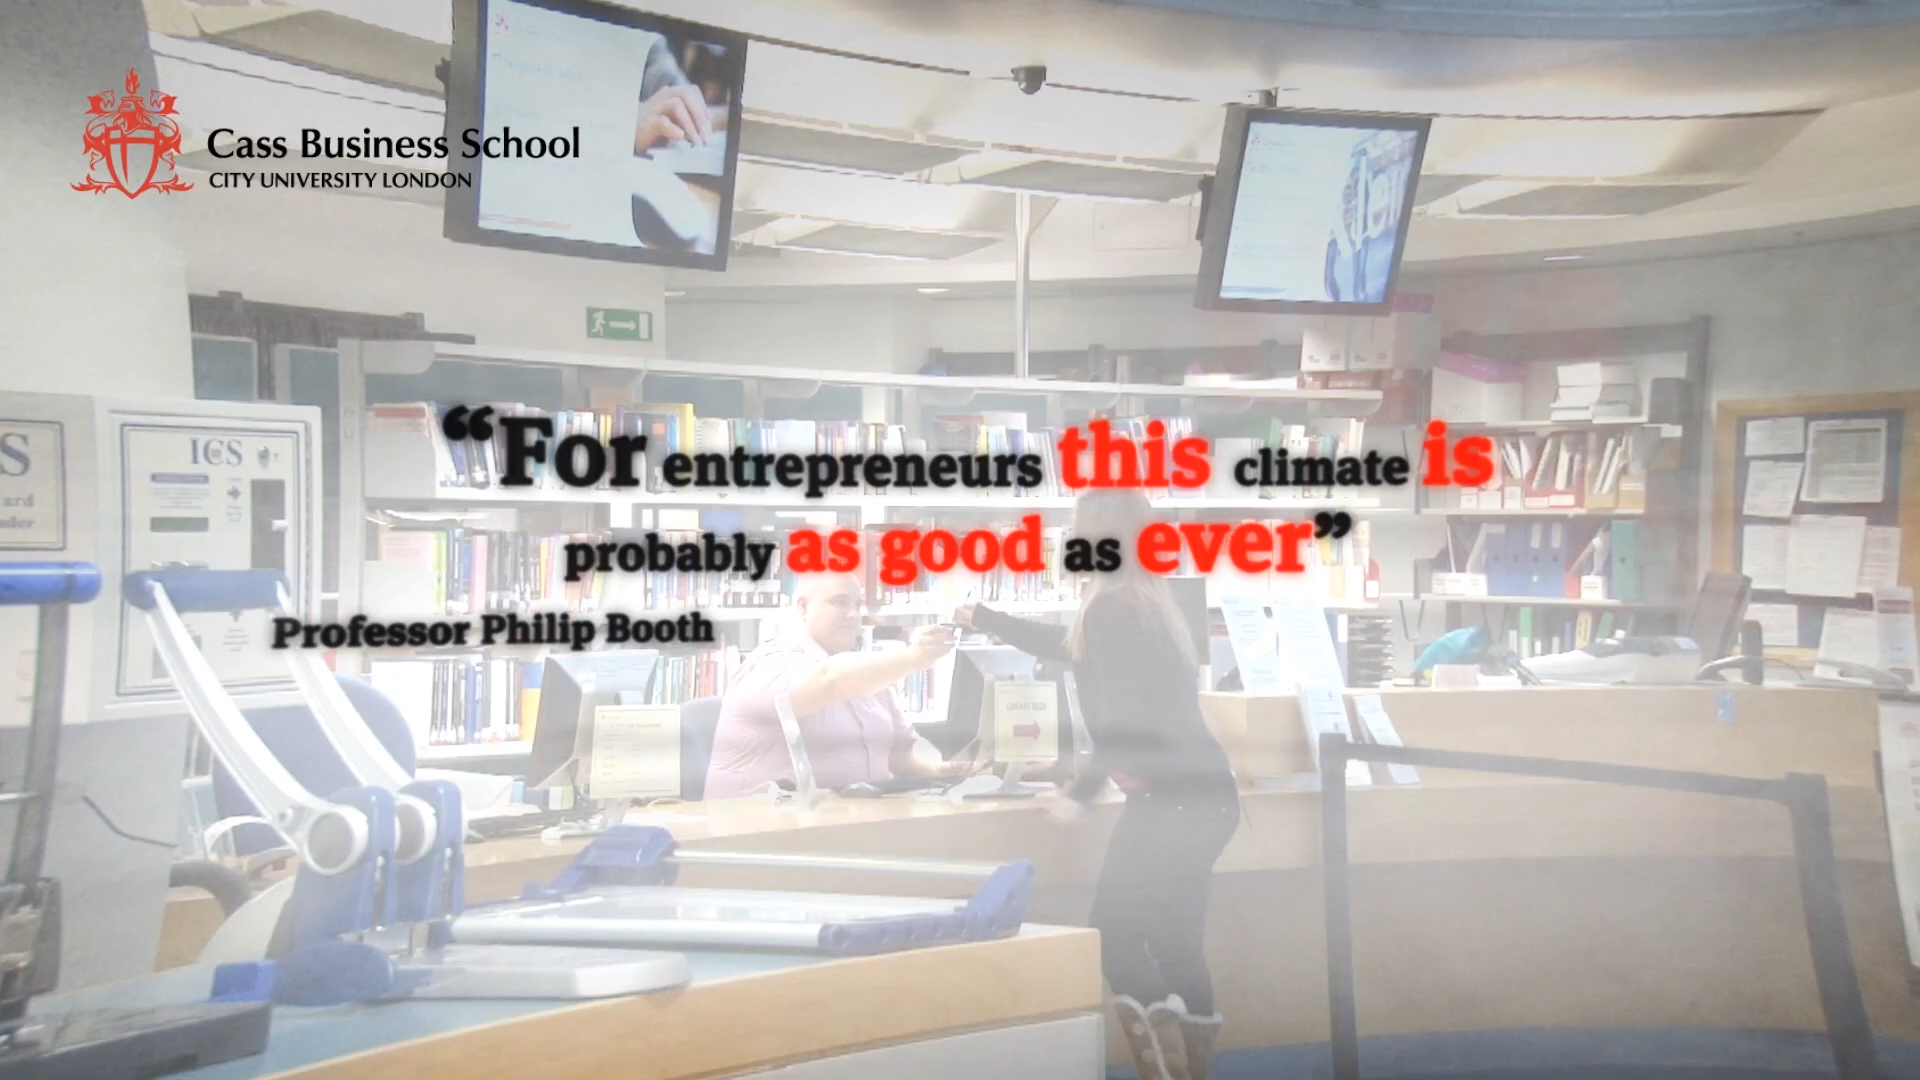 Cass Business School
CITY UNIVERSITY LONDON
ICS
S
ard
“For entrepreneurs this climate is
probably as good as ever”
Professor Philip Booth